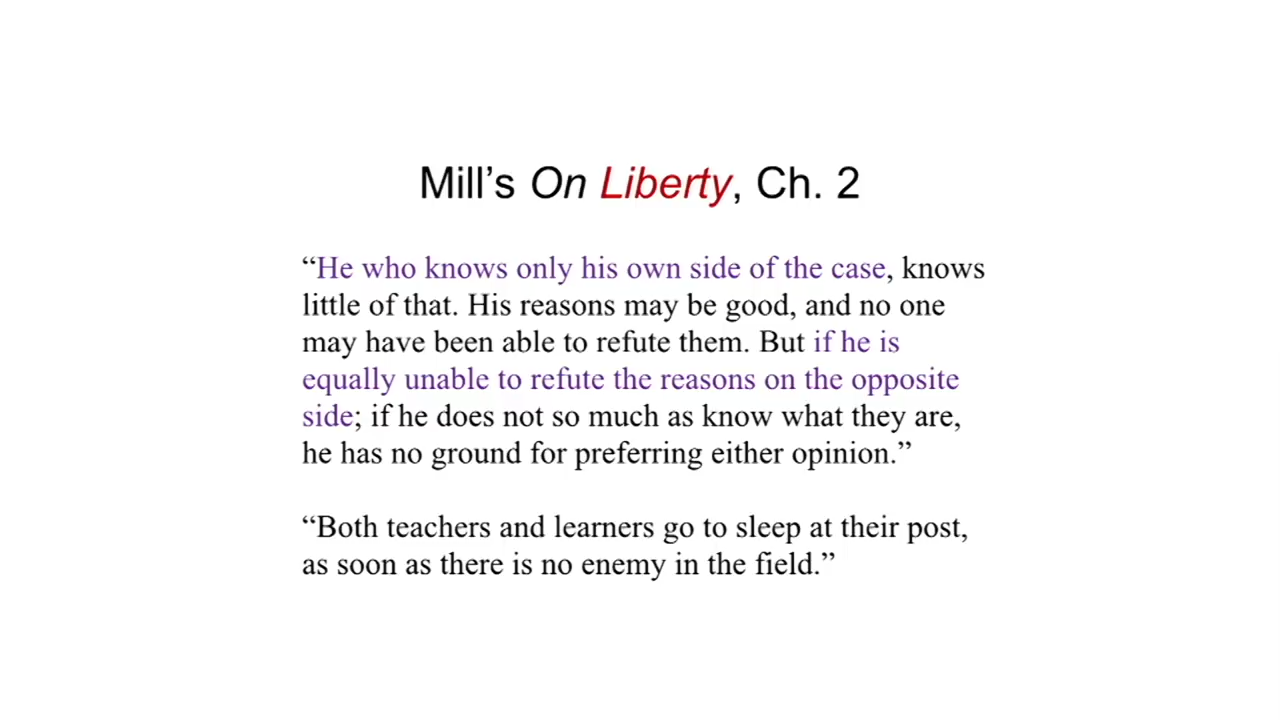 Mill’s On Liberty, Ch. 2
“He who knows only his own side of the case, knows
little of that. His reasons may be good, and no one
may have been able to refute them. But if he is
equally unable to refute the reasons on the opposite
side; if he does not so much as know what they are,
he has no ground for preferring either opinion.”
“Both teachers and learners go to sleep at their post,
as soon as there is no enemy in the field.”